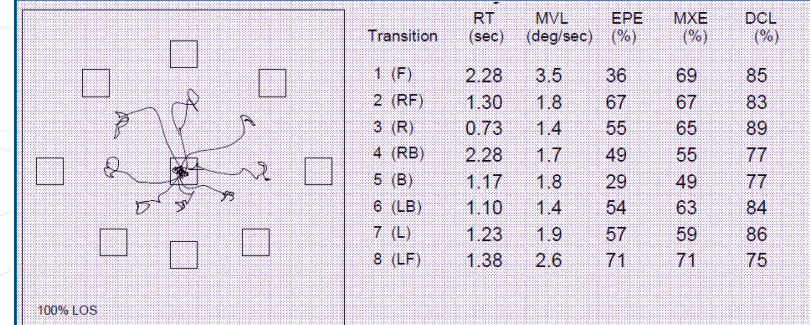 RT MVL EPE MXE DCL
Transition (sec) (deg/sec) (%) (%) (%)
1 (F) 2.28 3.5 36 69 85
2 (RF) 1.30 1.8 67 67 83
3 (R) 0.73 1.4 55 65 89
4 (RB) 2.28 1.7 49 55 77
5 (B) 1.17 1.8 29 49 77
6 (LB) 1.10 1.4 54 63 84
7 (L) 1.23 1.9 57 59 86
8 (LF) 1.38 2.6 71 71 75
100% LOS